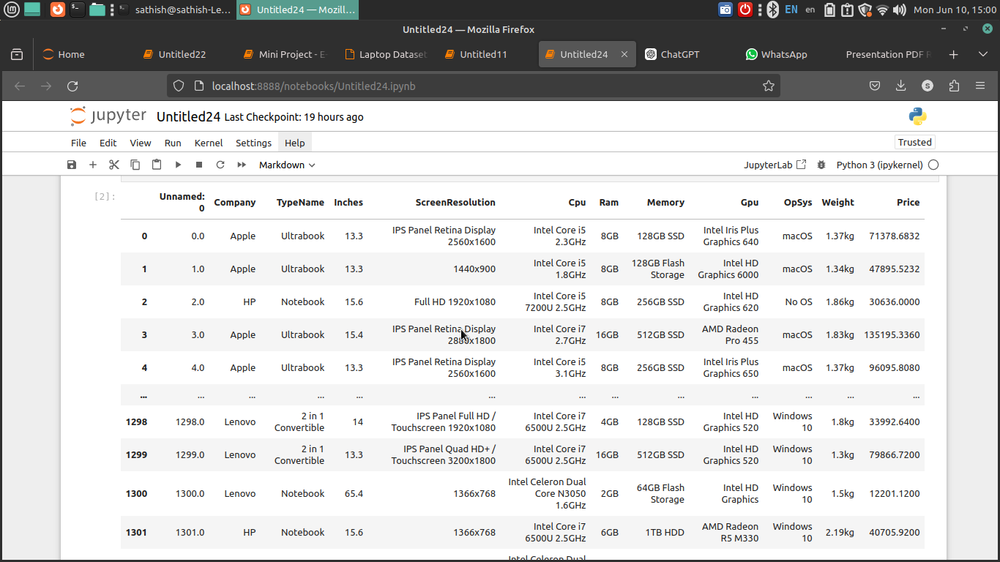 sathish@sathish-Le...
Untitled24 — Mozill...
EN
en
Mon Jun 10, 15:00
Untitled24 — Mozilla Firefox
Home
Untitled22
Mini Project - E
Laptop Dataset
Untitled11
Untitled24
ChatGPT
WhatsApp
Presentation PDF
localhost:8888/notebooks/Untitled24.ipynb
S
jupyter Untitled24 Last Checkpoint: 19 hours ago
File Edit View Run Kernel Settings Help
Trusted
Markdown
JupyterLab
Python 3 (ipykernel)
[2]:
Unnamed: 0 Company TypeName Inches ScreenResolution Cpu Ram Memory Gpu OpSys Weight Price
0 0.0 Apple Ultrabook 13.3 IPS Panel Retina Display 2560x1600 Intel Core i5 2.3GHz 8GB 128GB SSD Intel Iris Plus Graphics 640 macOS 1.37kg 71378.6832
1 1.0 Apple Ultrabook 13.3 1440x900 Intel Core i5 1.8GHz 8GB 128GB Flash Storage Intel HD Graphics 6000 macOS 1.34kg 47895.5232
2 2.0 HP Notebook 15.6 Full HD 1920x1080 Intel Core i5 7200U 2.5GHz 8GB 256GB SSD Intel HD Graphics 620 No OS 1.86kg 30636.0000
3 3.0 Apple Ultrabook 15.4 IPS Panel Retina Display 2880x1800 Intel Core i7 2.7GHz 16GB 512GB SSD AMD Radeon Pro 455 macOS 1.83kg 135195.3360
4 4.0 Apple Ultrabook 13.3 IPS Panel Retina Display 2560x1600 Intel Core i5 3.1GHz 8GB 256GB SSD Intel Iris Plus Graphics 650 macOS 1.37kg 96095.8080
... ... ... ... ... ... ... ... ... ... ... ... ...
1298 1298.0 Lenovo 2 in 1 Convertible 14 IPS Panel Full HD / Touchscreen 1920x1080 Intel Core i7 6500U 2.5GHz 4GB 128GB SSD Intel HD Graphics 520 Windows 10 1.8kg 33992.6400
1299 1299.0 Lenovo 2 in 1 Convertible 13.3 IPS Panel Quad HD+ / Touchscreen 3200x1800 Intel Core i7 6500U 2.5GHz 16GB 512GB SSD Intel HD Graphics 520 Windows 10 1.3kg 79866.7200
1300 1300.0 Lenovo Notebook 65.4 1366x768 Intel Celeron Dual Core N3050 1.6GHz 2GB 64GB Flash Storage Intel HD Graphics Windows 10 1.5kg 12201.1200
1301 1301.0 HP Notebook 15.6 1366x768 Intel Core i7 6500U 2.5GHz 6GB 1TB HDD AMD Radeon R5 M330 Windows 10 2.19kg 40705.9200
Intel Celeron Dual